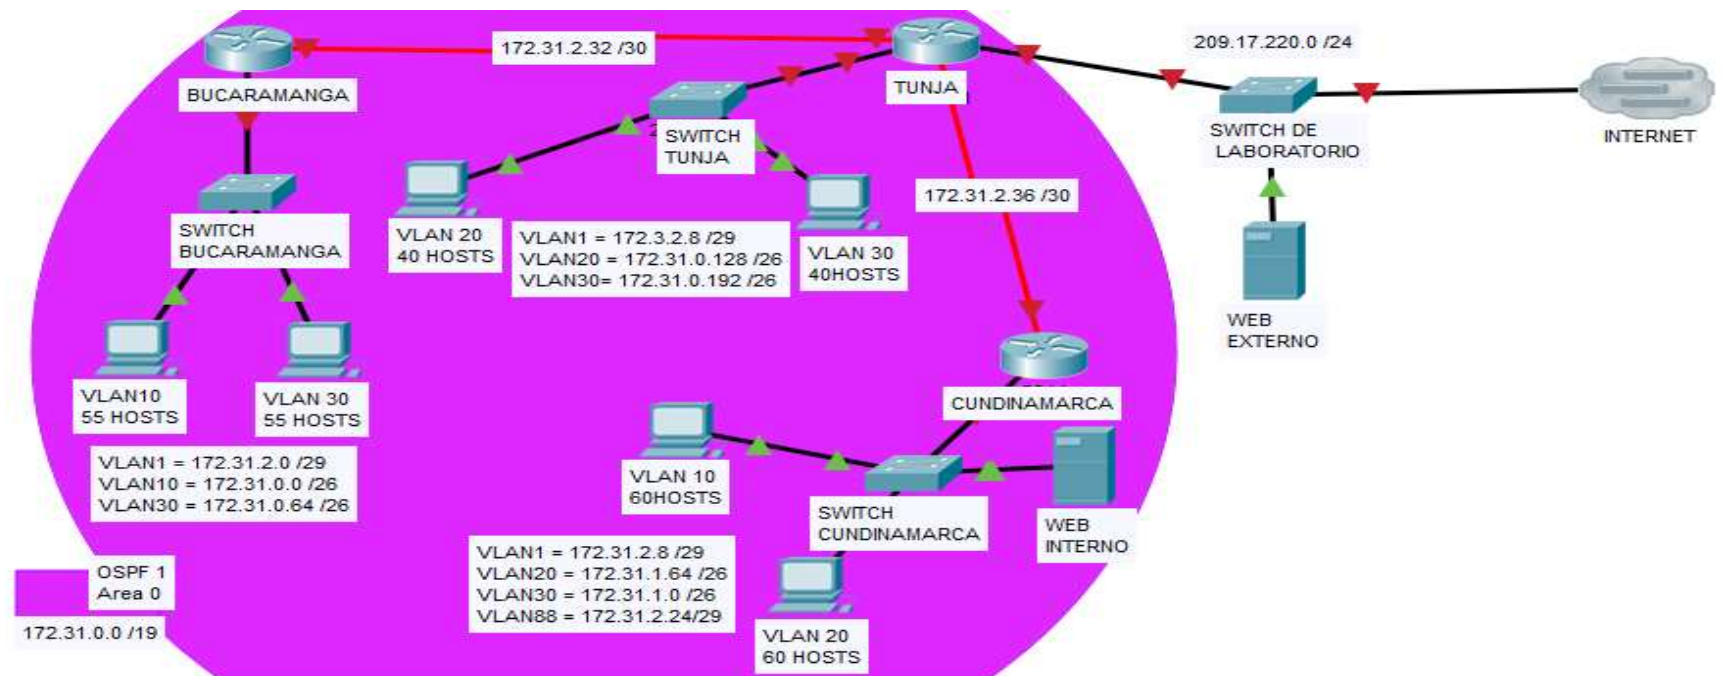 172.31.2.32 /30
209.17.220.0 /24
BUCARAMANGA
TUNJA
INTERNET
SWITCH
TUNJA
SWITCH DE
LABORATORIO
172.31.2.36 /30
SWITCH
BUCARAMANGA
VLAN 20
40 HOSTS
VLAN1 = 172.3.2.8 /29
VLAN20 = 172.31.0.128 /26
VLAN30= 172.31.0.192 /26
VLAN 30
40HOSTS
WEB
EXTERNO
VLAN10
55 HOSTS
VLAN 30
55 HOSTS
CUNDINAMARCA
VLAN1 = 172.31.2.0 /29
VLAN10 = 172.31.0.0 /26
VLAN30 = 172.31.0.64 /26
VLAN 10
60HOSTS
SWITCH
CUNDINAMARCA
WEB
INTERNO
VLAN1 = 172.31.2.8 /29
VLAN20 = 172.31.1.64 /26
VLAN30 = 172.31.1.0 /26
VLAN88 = 172.31.2.24/29
OSPF 1
Area 0
172.31.0.0 /19
VLAN 20
60 HOSTS